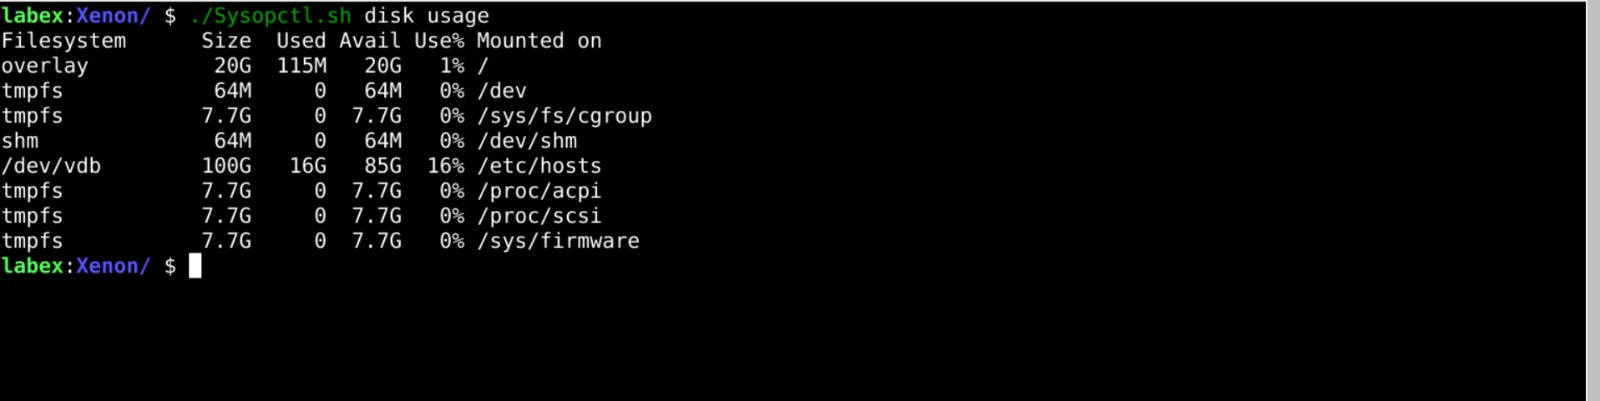 labex:Xenon/ $ ./Sysopctl.sh disk usage
Filesystem      Size  Used Avail Use% Mounted on
overlay          20G  115M   20G   1% /
tmpfs            64M     0   64M   0% /dev
tmpfs           7.7G     0  7.7G   0% /sys/fs/cgroup
shm              64M     0   64M   0% /dev/shm
/dev/vdb        100G   16G   85G  16% /etc/hosts
tmpfs           7.7G     0  7.7G   0% /proc/acpi
tmpfs           7.7G     0  7.7G   0% /proc/scsi
tmpfs           7.7G     0  7.7G   0% /sys/firmware
labex:Xenon/ $